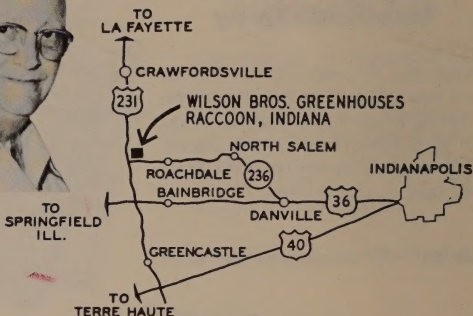 TO
LA FAYETTE
CRAWFORDSVILLE
231
WILSON BROS. GREENHOUSES
RACCOON, INDIANA
NORTH SALEM
INDIANAPOLIS
ROACHDALE
236
BAINBRIDGE
36
TO
SPRINGFIELD
ILL.
DANVILLE
GREENCASTLE
40
TO
TERRE HAUTE